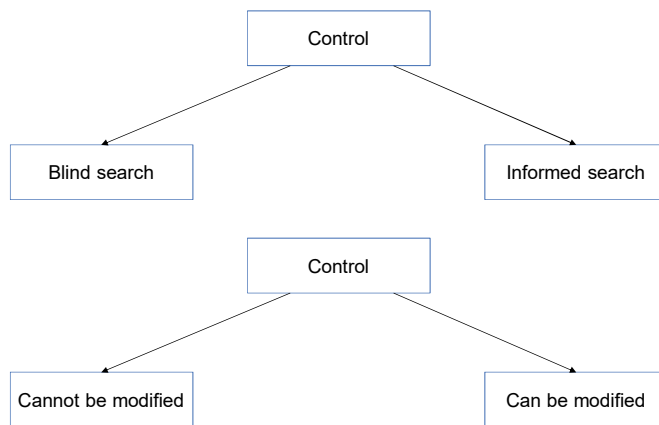 Control
Blind search
Informed search
Control
Cannot be modified
Can be modified